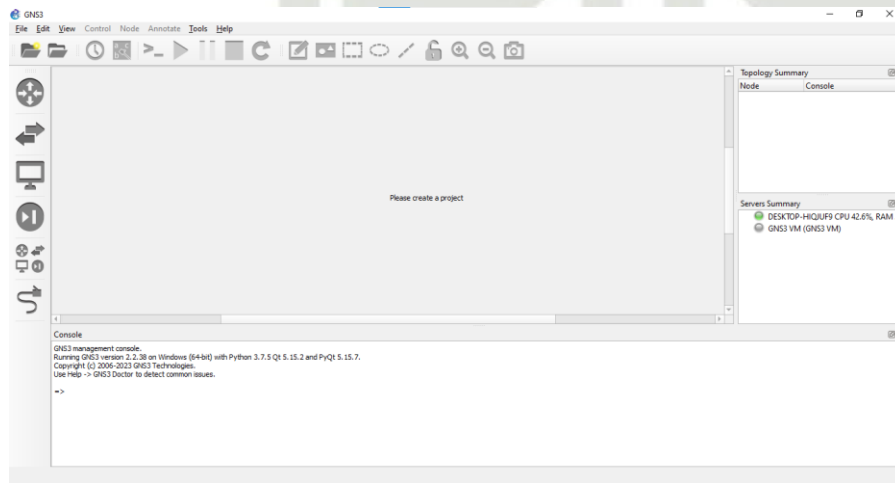 GNS3
File Edit View Control Node Annotate Tools Help
Topology Summary
Node Console
Please create a project
Servers Summary
DESKTOP-HIQJUF9 CPU 42.6%, RAM
GNS3 VM (GNS3 VM)
Console
GNS3 management console.
Running GNS3 version 2.2.38 on Windows (64-bit) with Python 3.7.5 Qt 5.15.2 and PyQt 5.15.7.
Copyright (c) 2006-2023 GNS3 Technologies.
Use Help -> GNS3 Doctor to detect common issues.
=>